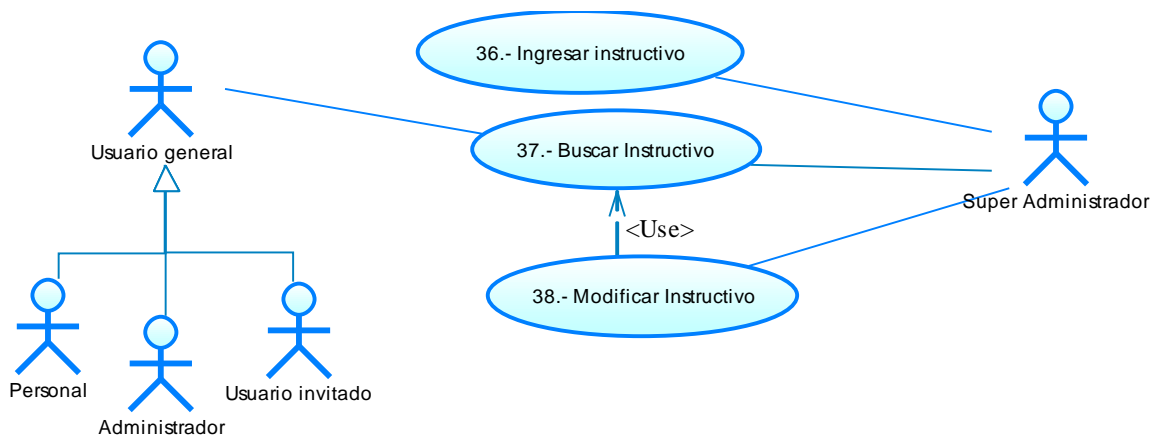 36.- Ingresar instructivo
Usuario general
37.- Buscar Instructivo
Super Administrador
<Use>
38.- Modificar Instructivo
Personal
Usuario invitado
Administrador